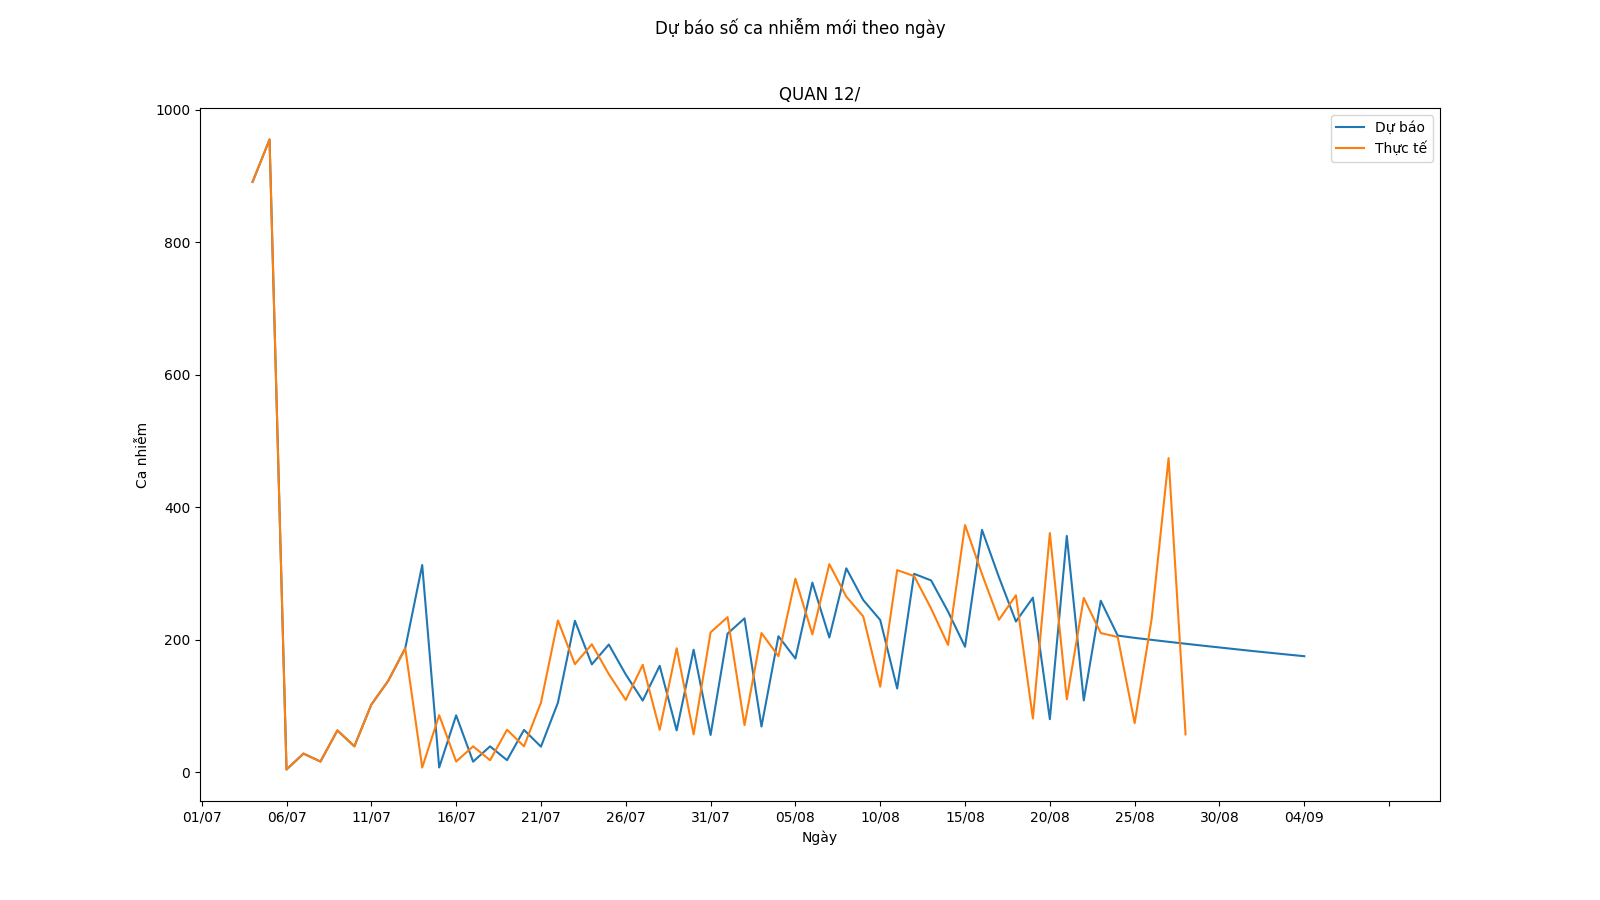 Dự báo số ca nhiễm mới theo ngày
QUAN 12/
Dự báo
Thực tế
Ca nhiễm
1000
800
600
400
200
0
01/07 06/07 11/07 16/07 21/07 26/07 31/07 05/08 10/08 15/08 20/08 25/08 30/08 04/09
Ngày